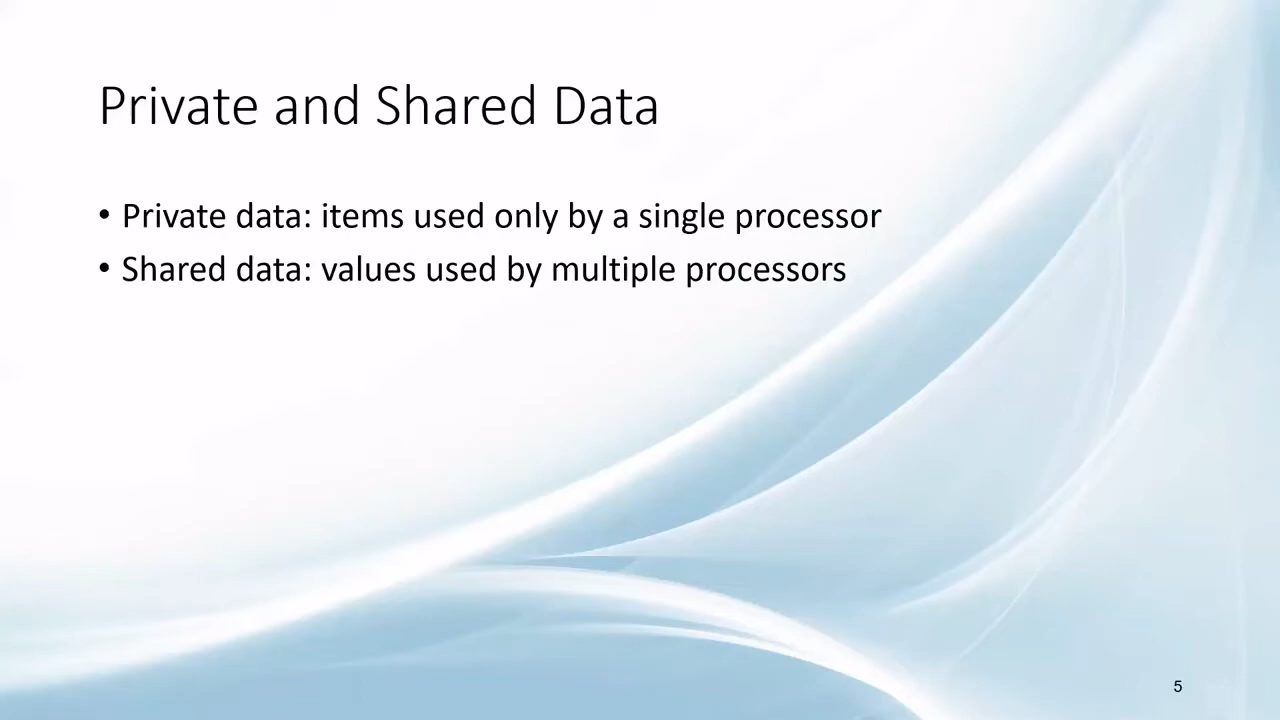 Private and Shared Data
• Private data: items used only by a single processor
• Shared data: values used by multiple processors
5